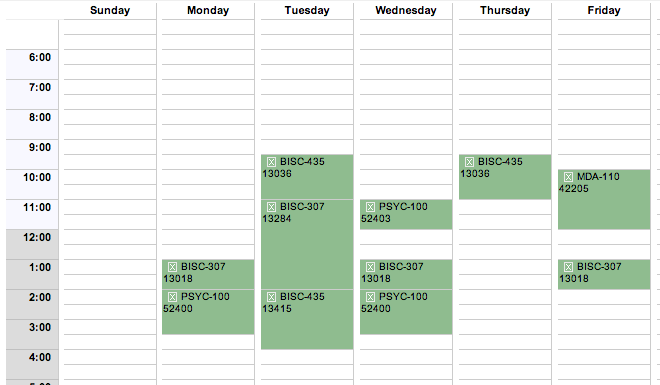 Sunday Monday Tuesday Wednesday Thursday Friday
6:00
7:00
8:00
9:00
BISC-435 BISC-435
13036 13036
10:00 MDA-110
42205
11:00 BISC-307 PSYC-100
13284 52403
12:00
1:00 BISC-307 BISC-307 BISC-307
13018 13018 13018
2:00 PSYC-100 BISC-435 PSYC-100
52400 13415 52400
3:00
4:00